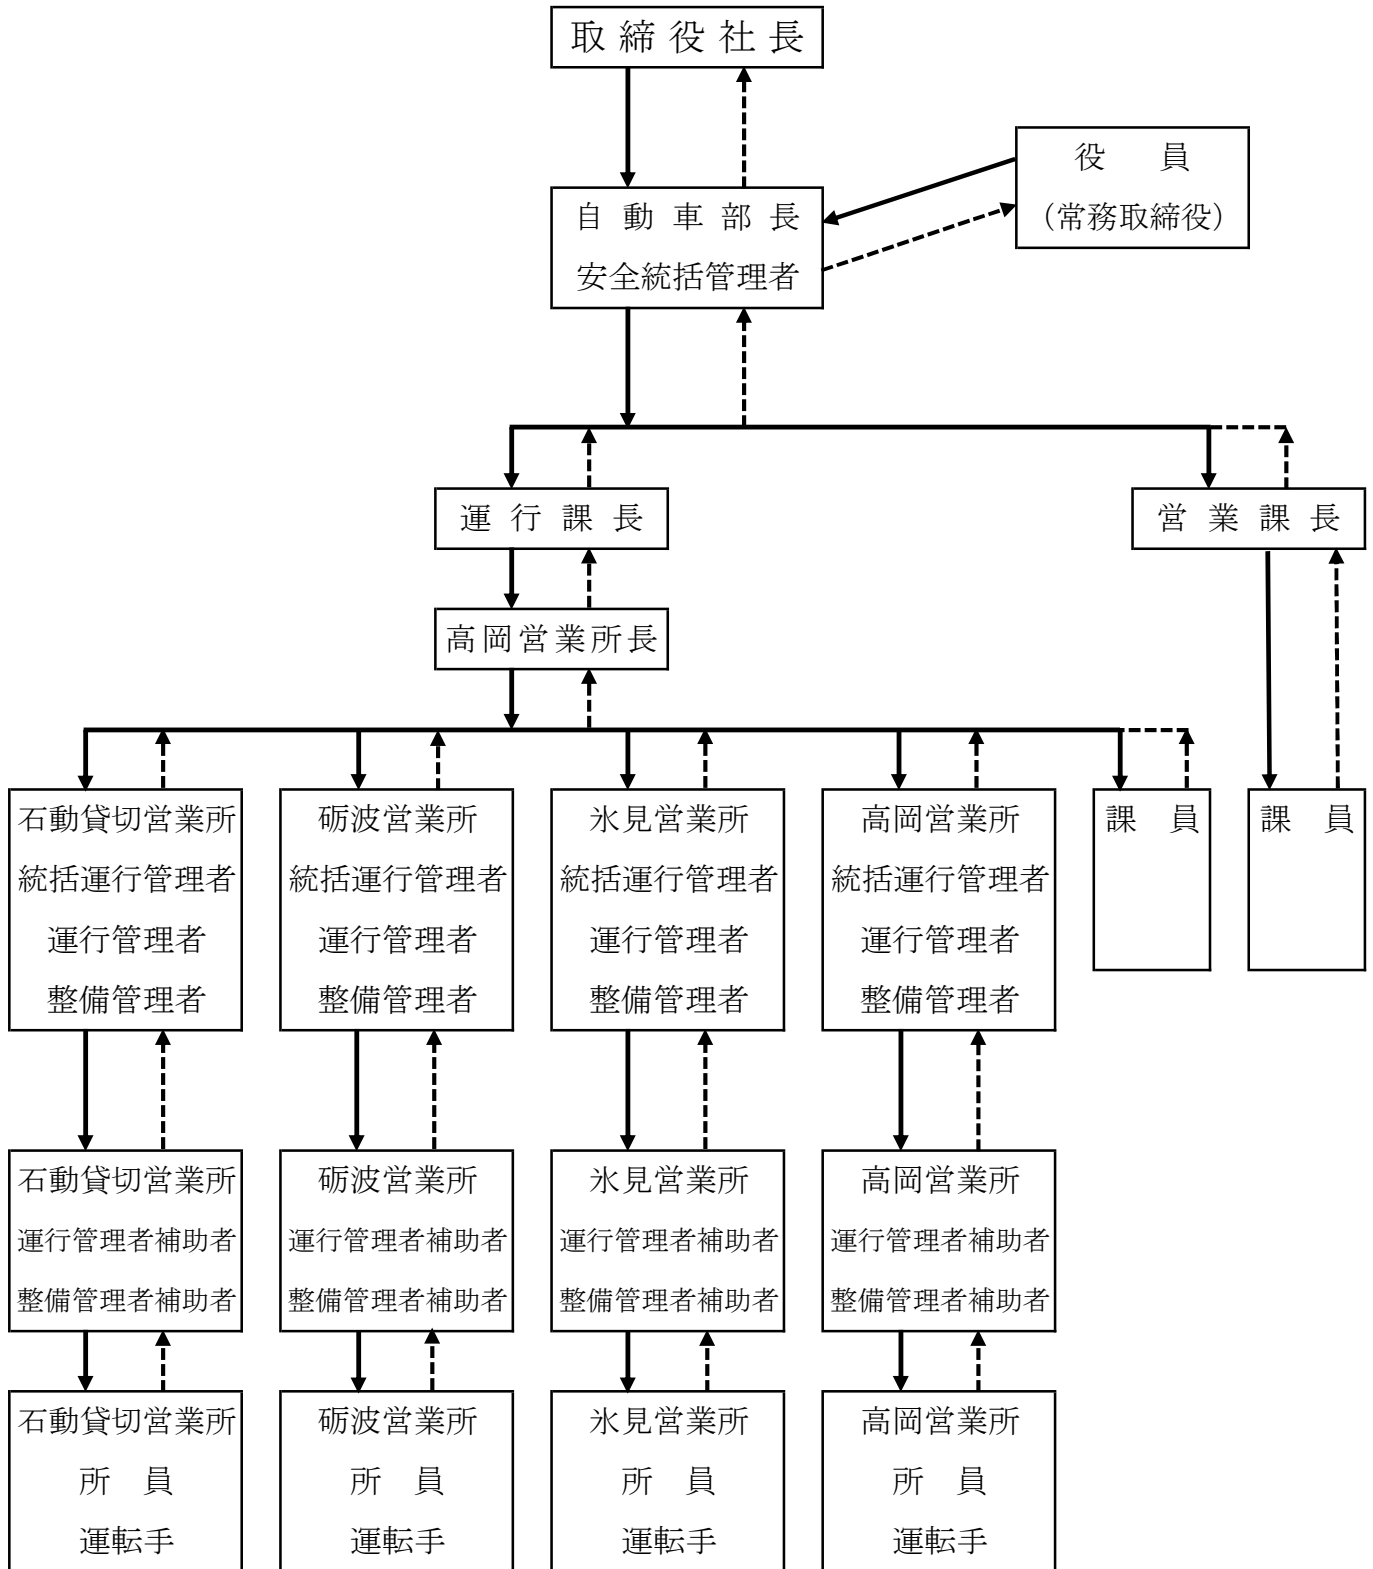 取締役社長
役　員
（常務取締役）
自動車部長
安全統括管理者
運行課長
営業課長
高岡営業所長
石動貸切営業所
統括運行管理者
運行管理者
整備管理者
砺波営業所
統括運行管理者
運行管理者
整備管理者
氷見営業所
統括運行管理者
運行管理者
整備管理者
高岡営業所
統括運行管理者
運行管理者
整備管理者
課　員
課　員
石動貸切営業所
運行管理者補助者
整備管理者補助者
砺波営業所
運行管理者補助者
整備管理者補助者
氷見営業所
運行管理者補助者
整備管理者補助者
高岡営業所
運行管理者補助者
整備管理者補助者
石動貸切営業所
所　員
運転手
砺波営業所
所　員
運転手
氷見営業所
所　員
運転手
高岡営業所
所　員
運転手